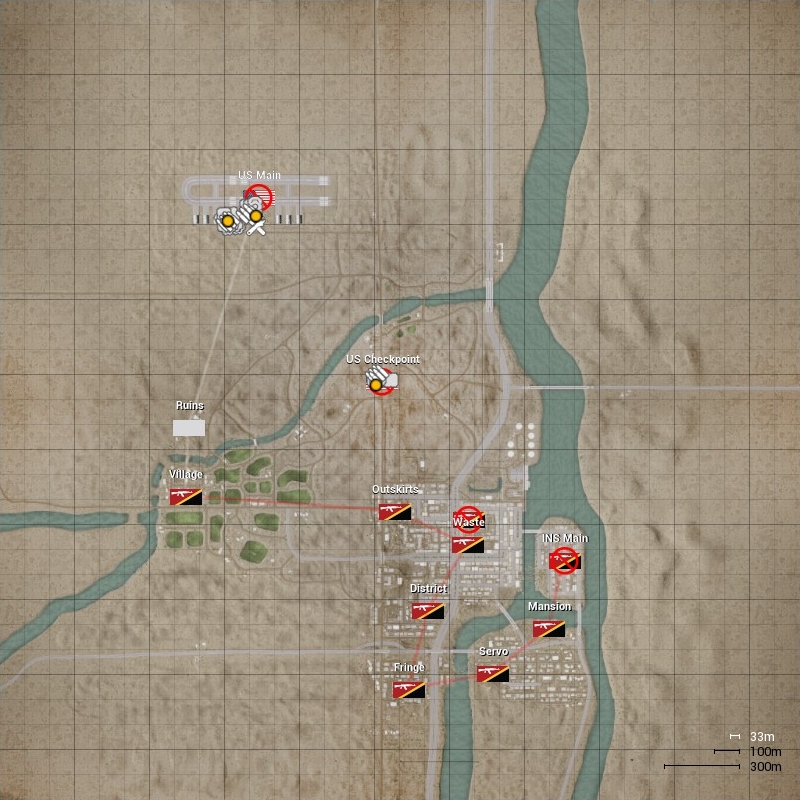 US Main
US Checkpoint
Ruins
Village
Outskirts
Waste
INS Main
District
Mansion
Servo
Fringe
33m
100m
300m